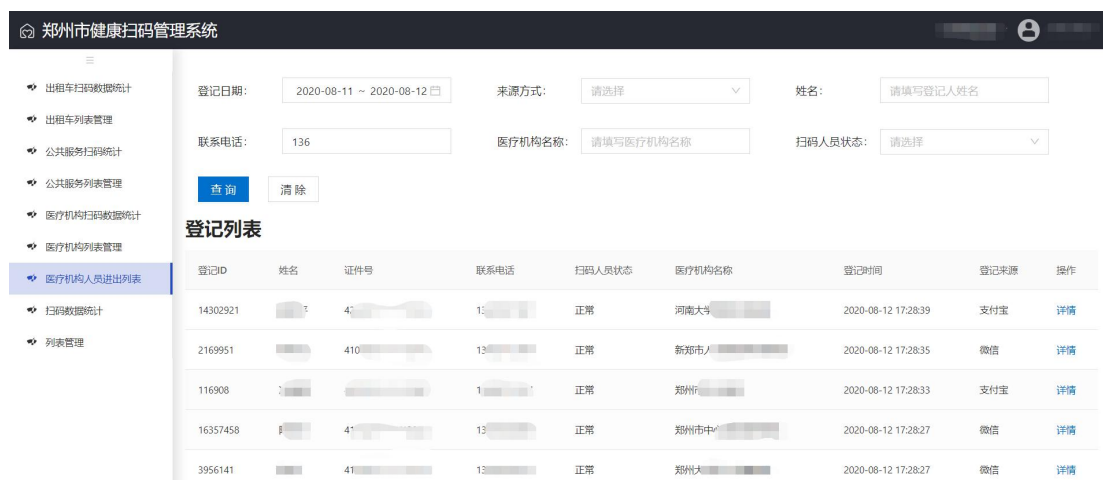 郑州市健康扫码管理系统
出租车扫码数据统计
出租车列表管理
公共服务扫码统计
公共服务列表管理
医疗机构扫码数据统计
医疗机构列表管理
医疗机构人员进出列表
扫码数据统计
列表管理
登记日期: 2020-08-11 ~ 2020-08-12 来源方式: 请选择 姓名: 请填写登记人姓名
联系电话: 136 医疗机构名称: 请填写医疗机构名称 扫码人员状态: 请选择
查 询 清 除
登记列表
登记ID 姓名 证件号 联系电话 扫码人员状态 医疗机构名称 登记时间 登记来源 操作
14302921 正常 河南大学 2020-08-12 17:28:39 支付宝 详情
2169951 410 13 正常 新郑市 2020-08-12 17:28:35 微信 详情
116908 1 正常 郑州 2020-08-12 17:28:33 支付宝 详情
16357458 41 13 正常 郑州市中 2020-08-12 17:28:27 微信 详情
3956141 41 13 正常 郑州大 2020-08-12 17:28:27 微信 详情